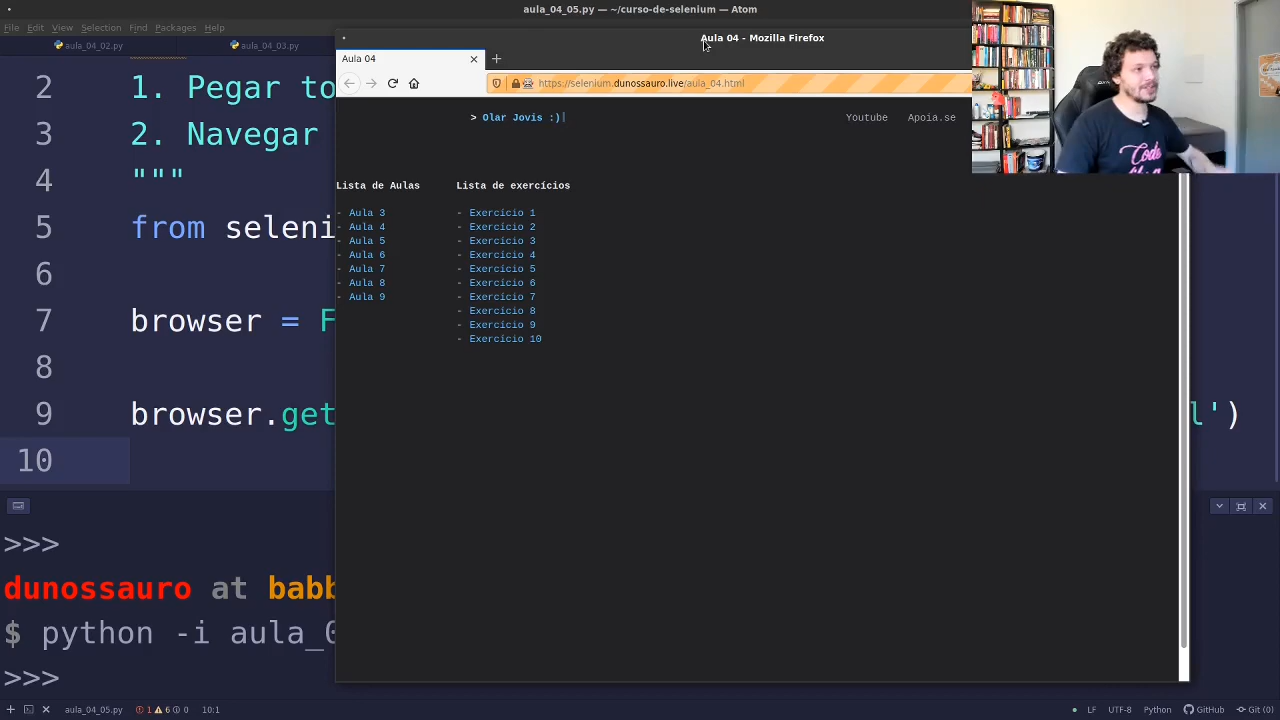 aula_04_05.py — ~/curso-de-selenium — Atom
File Edit View Selection Find Packages Help
aula_04_02.py
aula_04_03.py
Aula 04 - Mozilla Firefox
Aula 04
https://selenium.dunossauro.live/aula_04.html
> Olar Jovis :)
Youtube Apoia.se
Lista de Aulas
- Aula 3
- Aula 4
- Aula 5
- Aula 6
- Aula 7
- Aula 8
- Aula 9
Lista de exercícios
- Exercício 1
- Exercício 2
- Exercício 3
- Exercício 4
- Exercício 5
- Exercício 6
- Exercício 7
- Exercício 8
- Exercício 9
- Exercício 10
2 1. Pegar to
3 2. Navegar
4 """
5 from seleni
6
7 browser = F
8
9 browser.get l')
10
>>>
dunossauro at babb
$ python -i aula_0
>>>
aula_04_05.py 1 6 0 10:1
LF UTF-8 Python GitHub Git (0)
Code